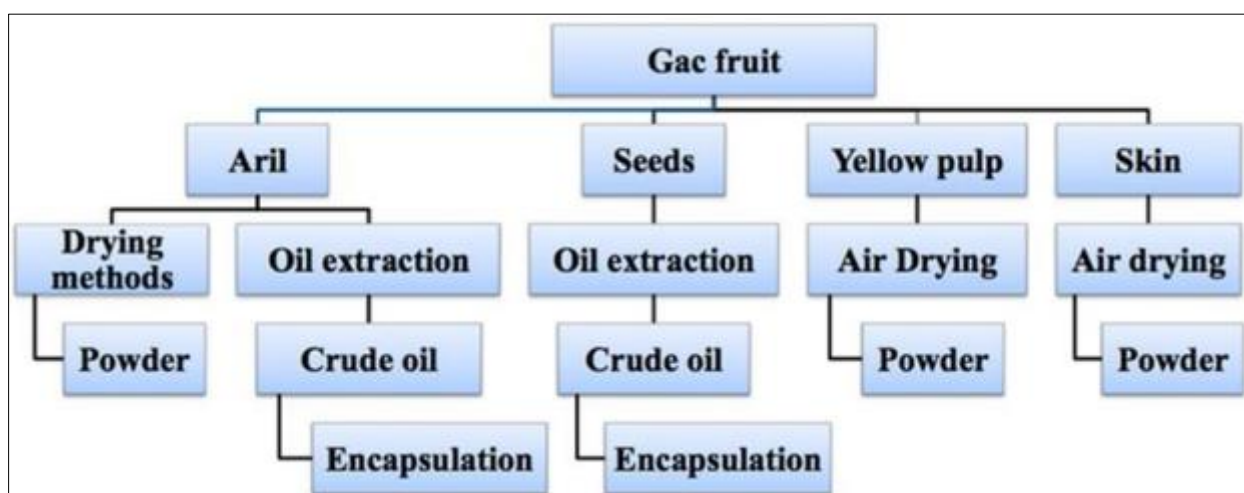 Gac fruit
Aril
Seeds
Yellow pulp
Skin
Drying
methods
Oil extraction
Oil extraction
Air Drying
Air drying
Powder
Crude oil
Crude oil
Powder
Powder
Encapsulation
Encapsulation